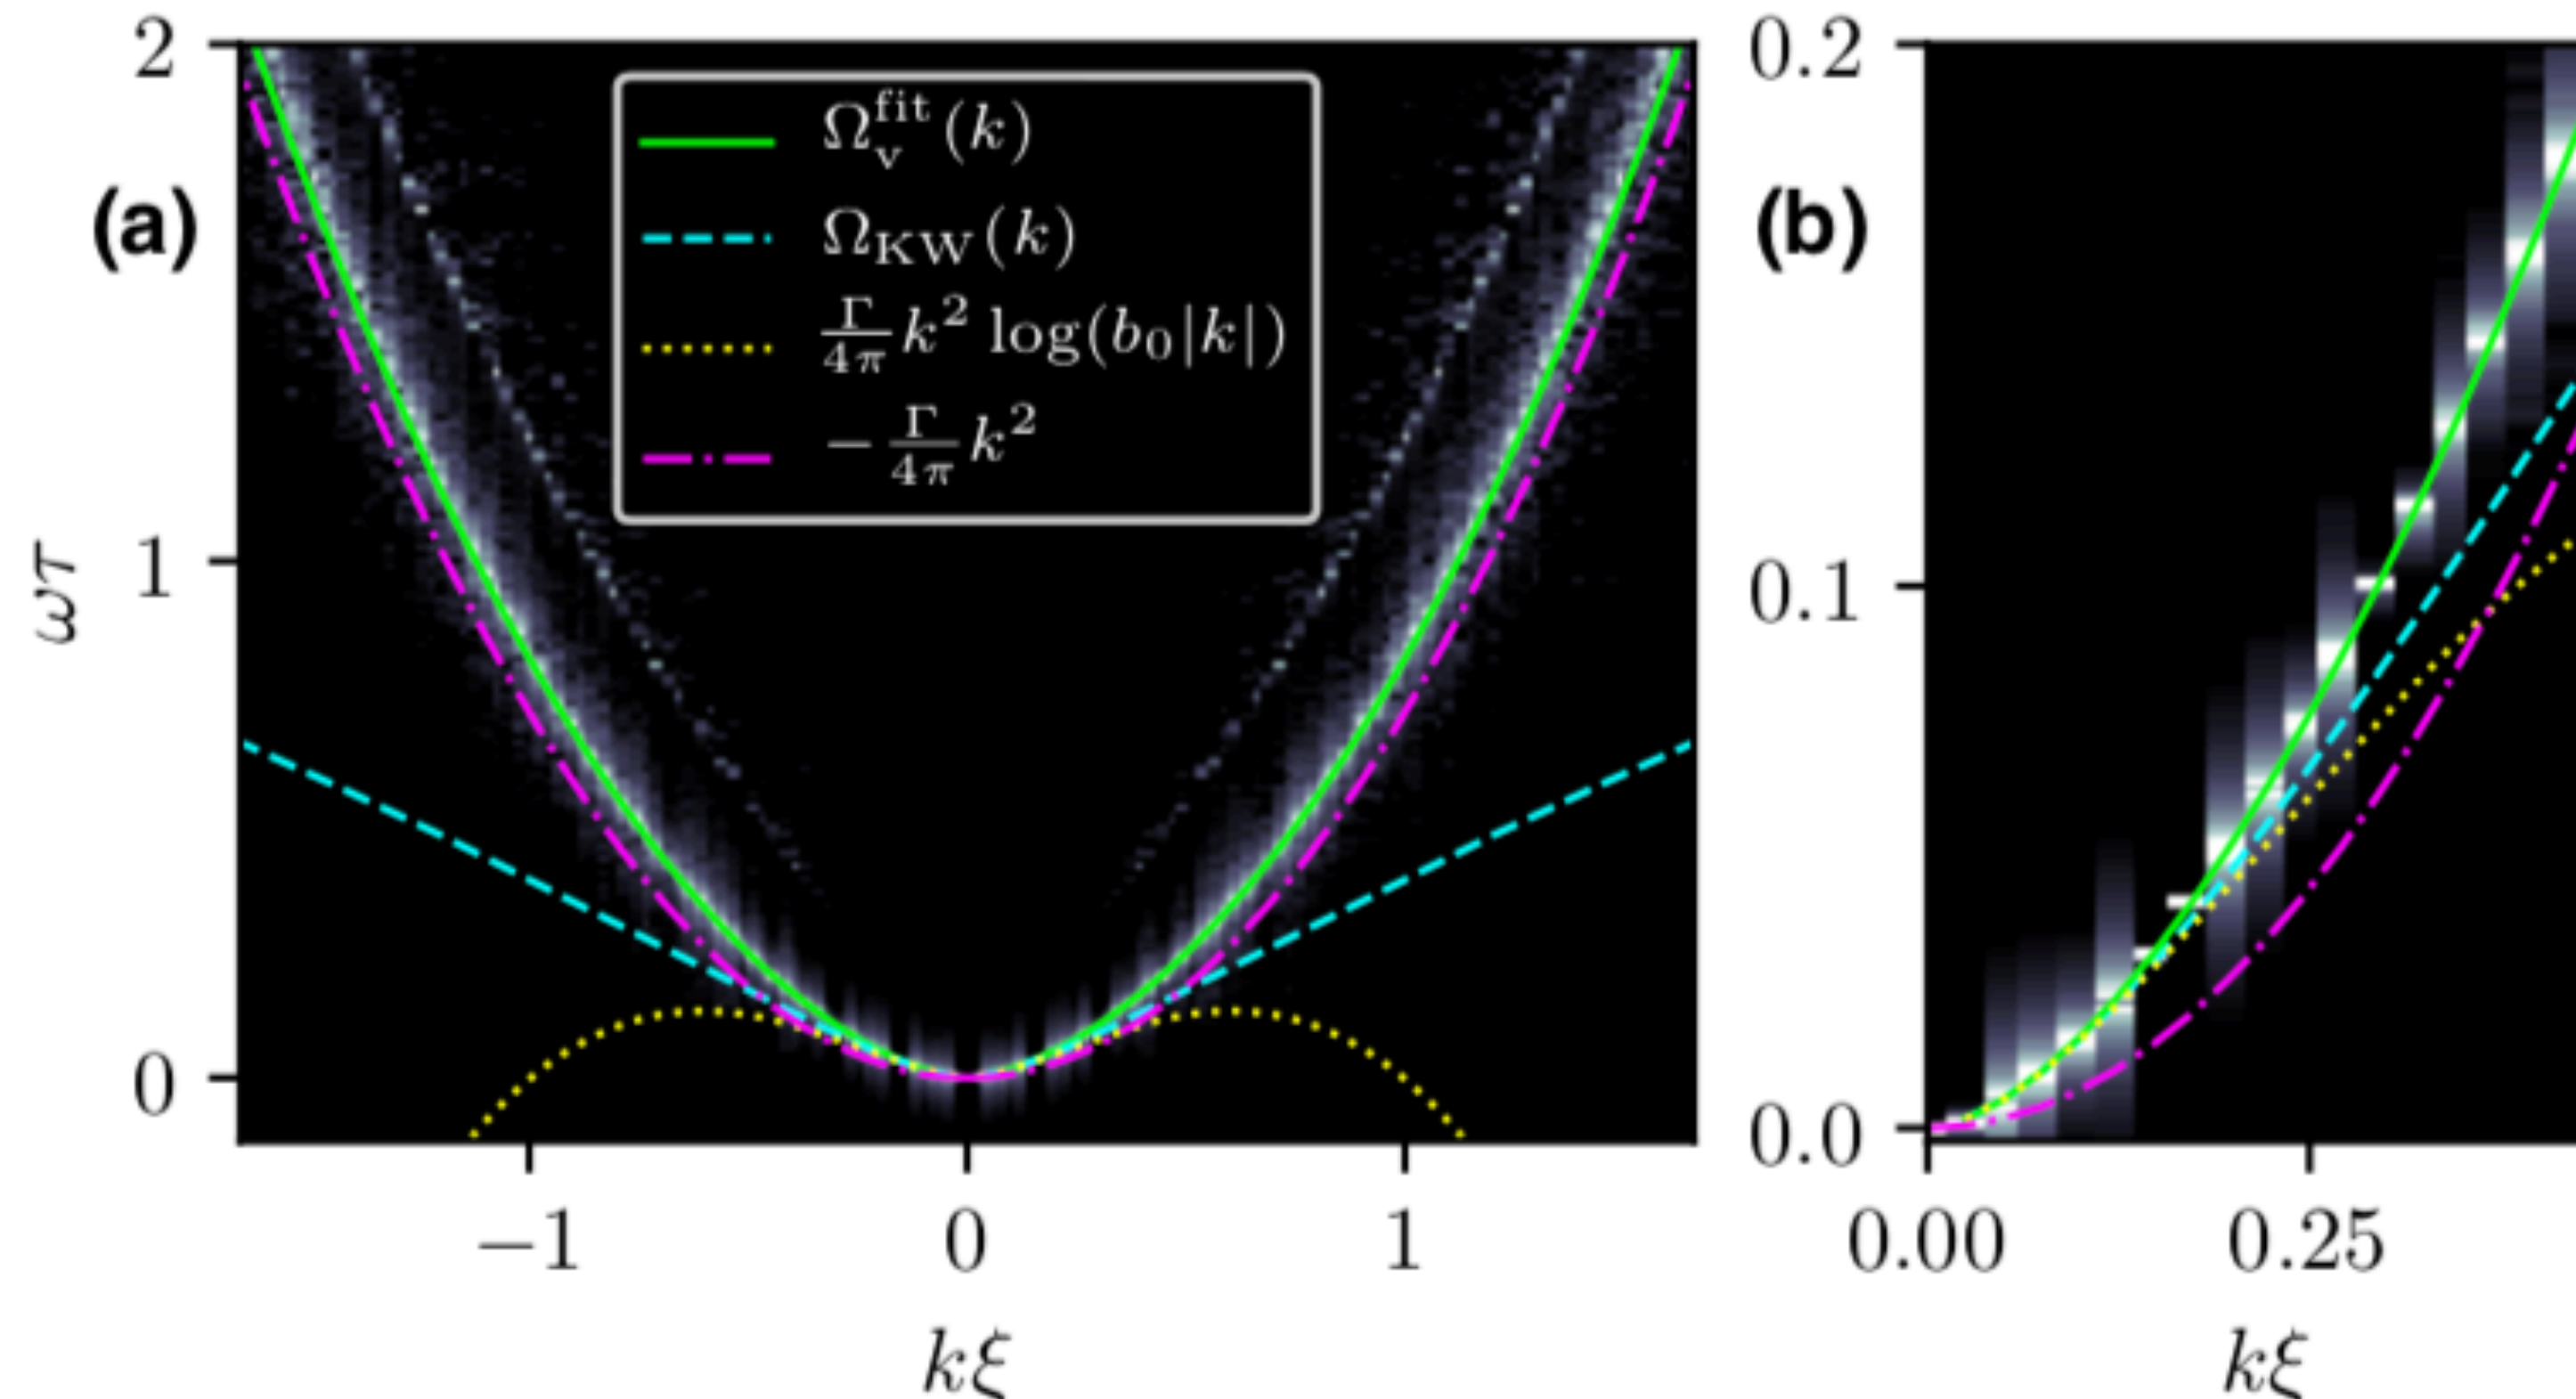 2
1
0
ωτ
(a)
Ω_v^fit(k)
Ω_KW(k)
Γ/4π k² log(b₀|k|)
− Γ/4π k²
−1 0 1
kξ
(b)
0.2
0.1
0.0
0.00 0.25
kξ